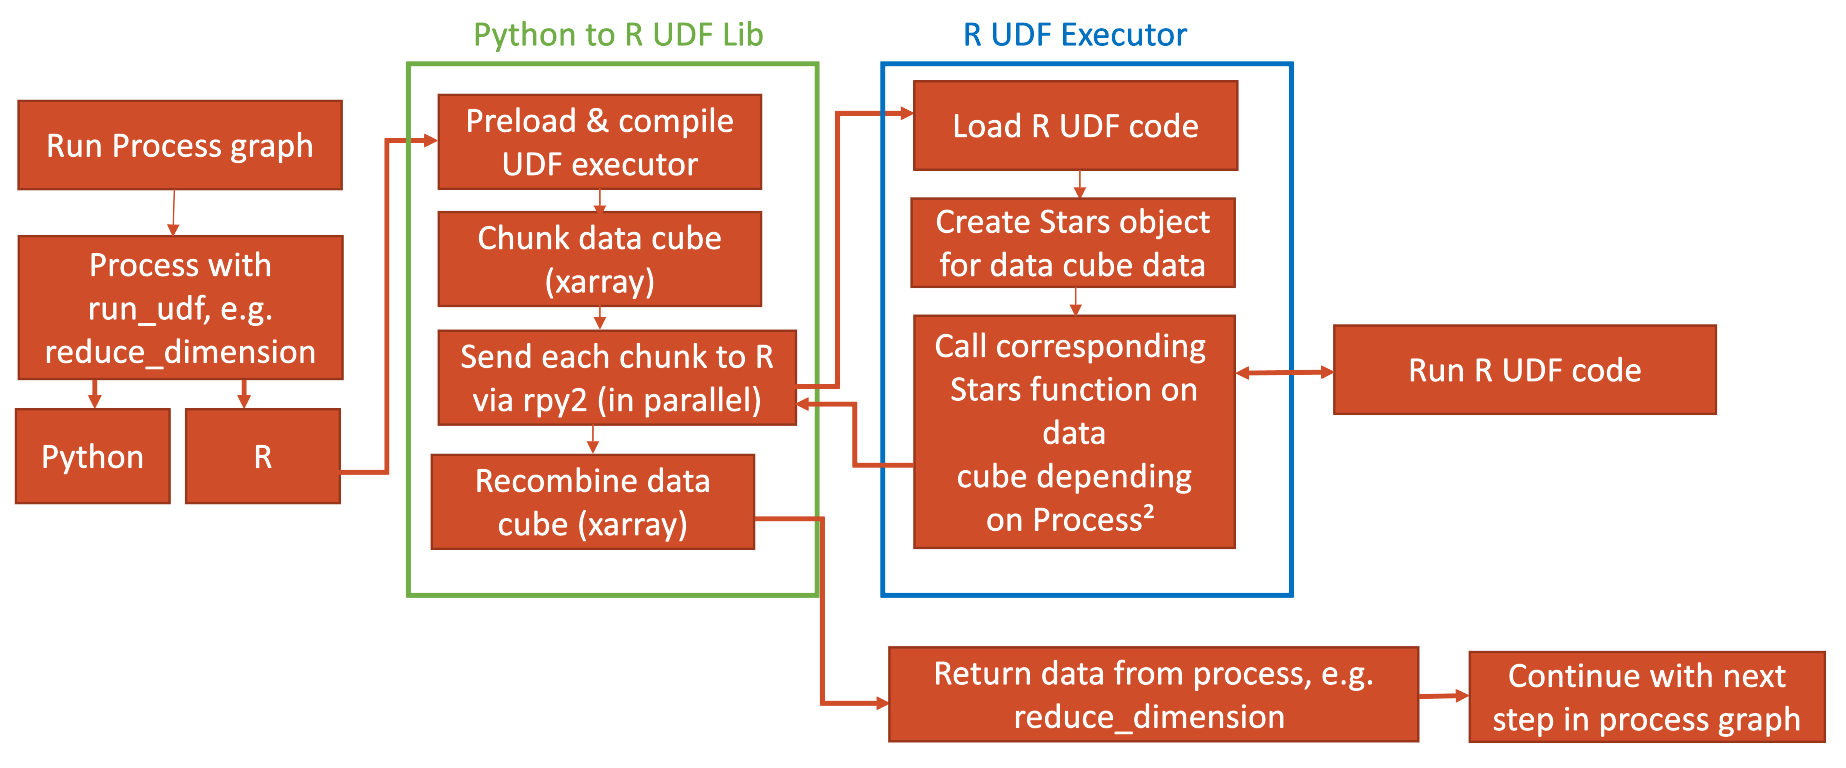 Python to R UDF Lib
R UDF Executor
Run Process graph
Process with
run_udf, e.g.
reduce_dimension
Python
R
Preload & compile
UDF executor
Chunk data cube
(xarray)
Send each chunk to R
via rpy2 (in parallel)
Recombine data
cube (xarray)
Load R UDF code
Create Stars object
for data cube data
Call corresponding
Stars function on
data
cube depending
on Process²
Run R UDF code
Return data from process, e.g.
reduce_dimension
Continue with next
step in process graph